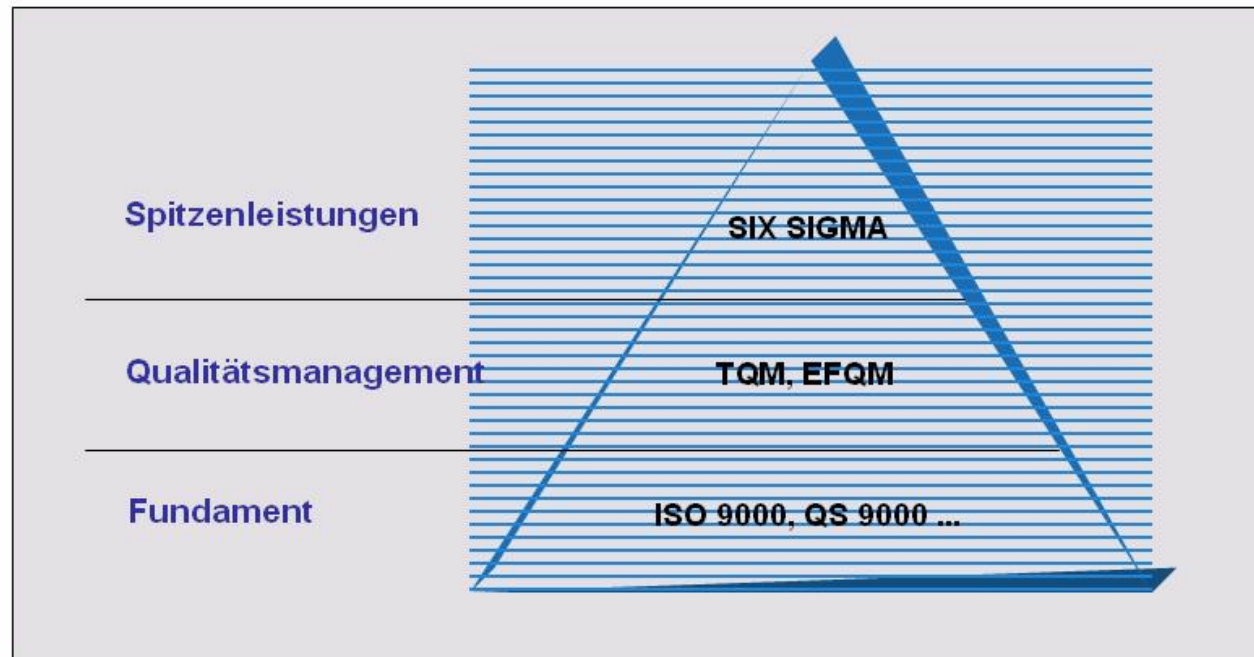 Spitzenleistungen
SIX SIGMA
Qualitätsmanagement
TQM, EFQM
Fundament
ISO 9000, QS 9000 ...